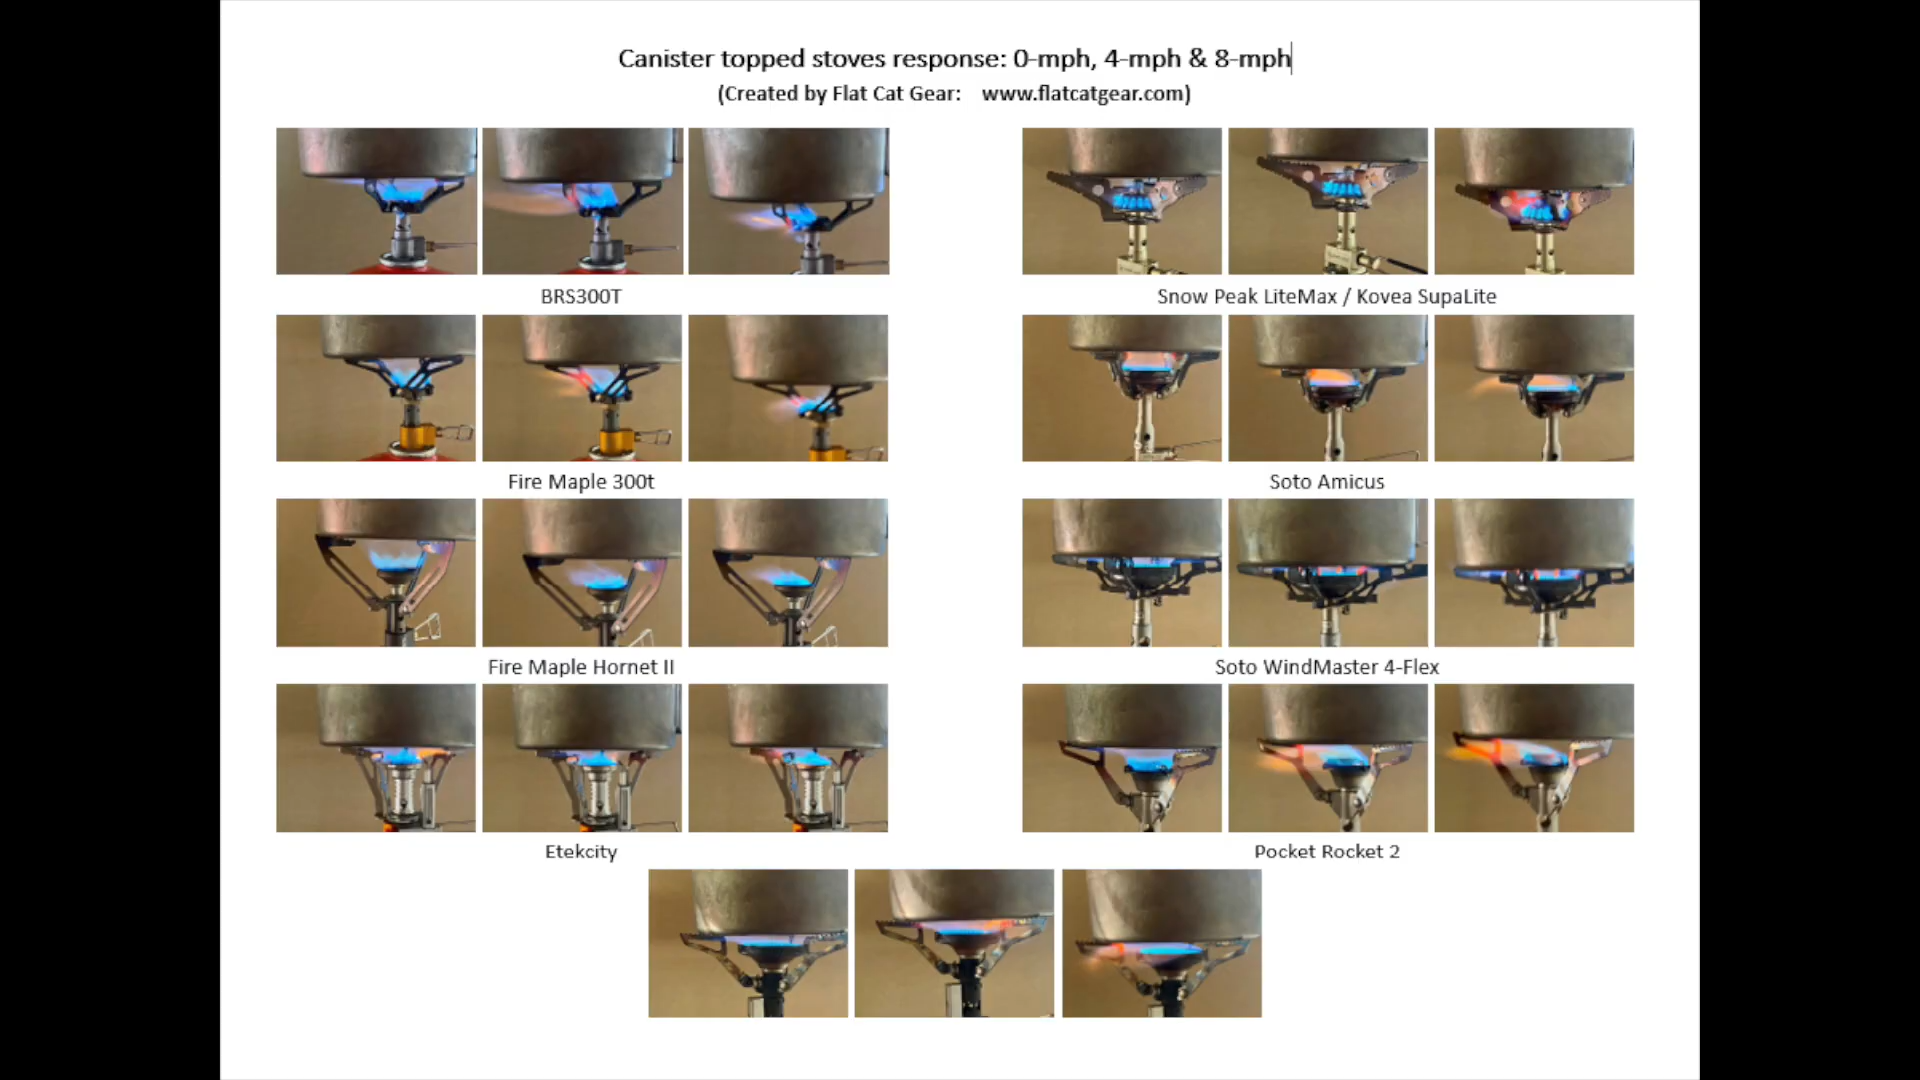 Canister topped stoves response: 0-mph, 4-mph & 8-mph
(Created by Flat Cat Gear: www.flatcatgear.com)
BRS300T
Snow Peak LiteMax / Kovea SupaLite
Fire Maple 300t
Soto Amicus
Fire Maple Hornet II
Soto WindMaster 4-Flex
Etekcity
Pocket Rocket 2